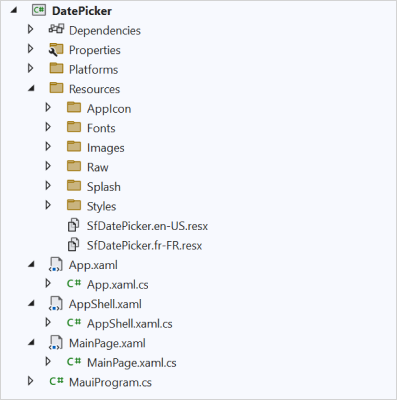 C# DatePicker
Dependencies
Properties
Platforms
Resources
AppIcon
Fonts
Images
Raw
Splash
Styles
SfDatePicker.en-US.resx
SfDatePicker.fr-FR.resx
App.xaml
C# App.xaml.cs
AppShell.xaml
C# AppShell.xaml.cs
MainPage.xaml
C# MainPage.xaml.cs
C# MauiProgram.cs